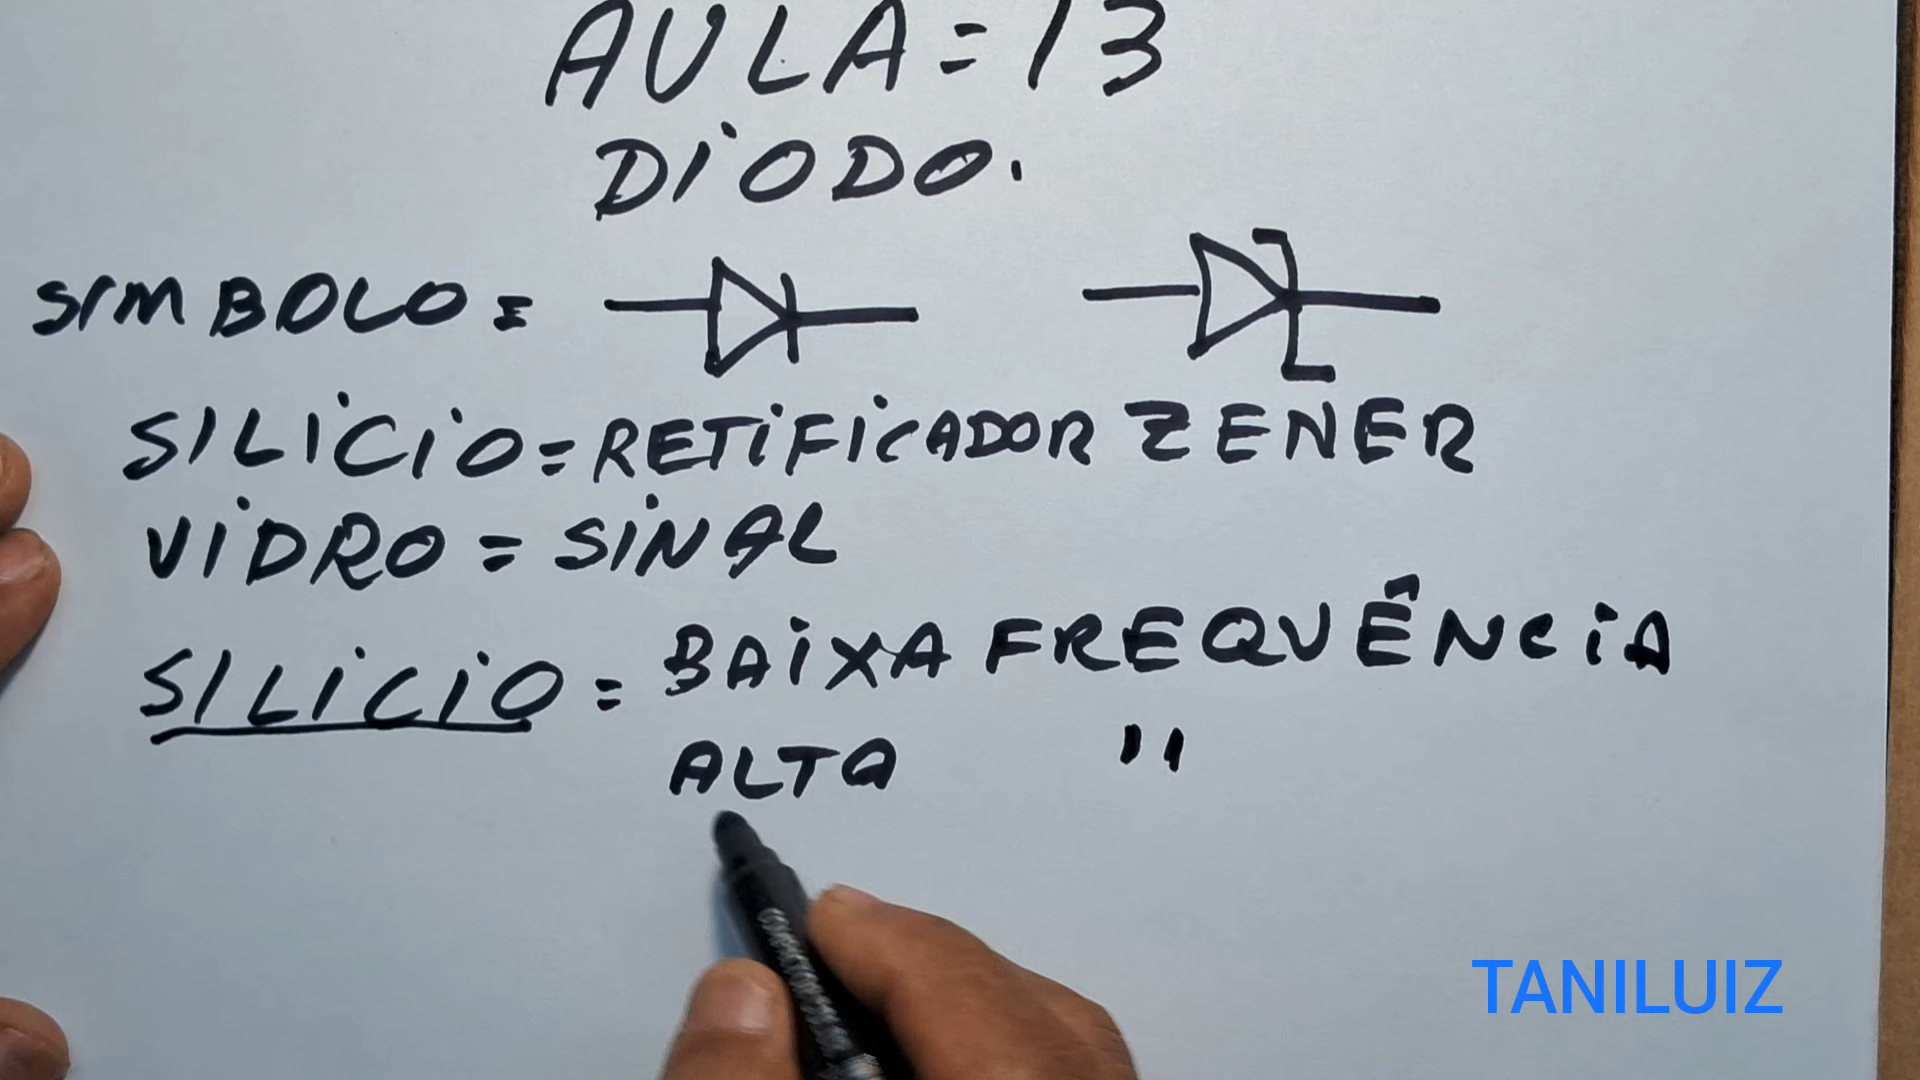 AULA=13
DIODO.
SIMBOLO=
SILICIO=RETIFICADOR ZENER
VIDRO=SINAL
SILICIO=BAIXA FREQUÊNCIA
ALTA "
TANILUIZ